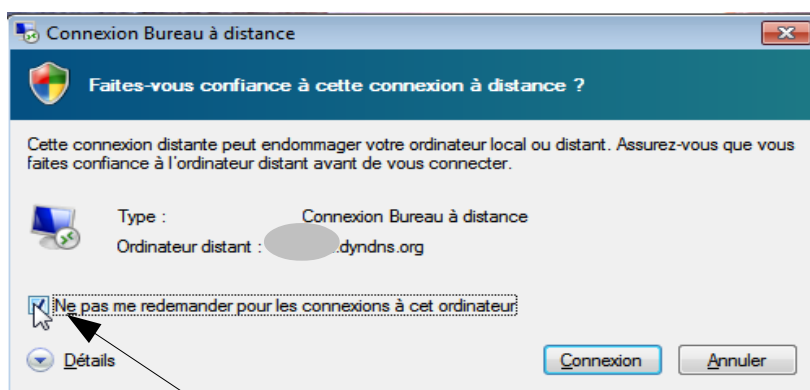 Connexion Bureau à distance
Faites-vous confiance à cette connexion à distance ?
Cette connexion distante peut endommager votre ordinateur local ou distant. Assurez-vous que vous
faites confiance à l'ordinateur distant avant de vous connecter.
Type : Connexion Bureau à distance
Ordinateur distant : .dyndns.org
Ne pas me redemander pour les connexions à cet ordinateur
Détails Connexion Annuler